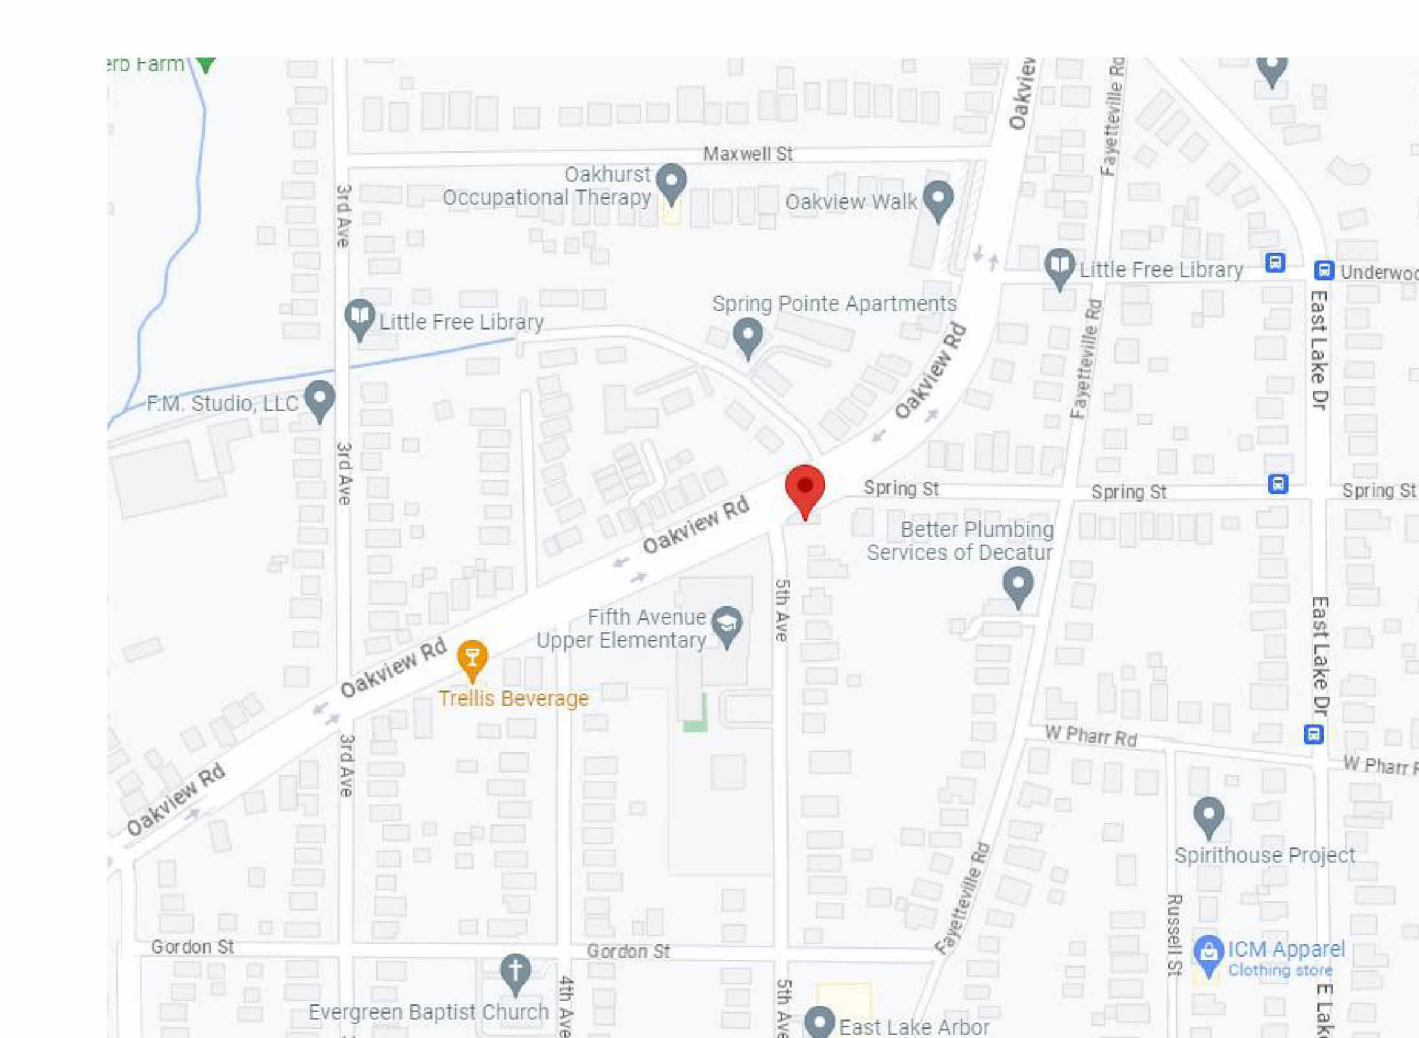 erb Farm
Oakview
Fayetteville Rd
Maxwell St
Oakhurst
Occupational Therapy
Oakview Walk
3rd Ave
Little Free Library
Underwoo
Spring Pointe Apartments
Little Free Library
East Lake Dr
Fayetteville Rd
Oakview Rd
F.M. Studio, LLC
3rd Ave
Spring St
Spring St
Spring St
Oakview Rd
Better Plumbing
Services of Decatur
5th Ave
Fifth Avenue
Upper Elementary
East Lake Dr
Oakview Rd
Trellis Beverage
W Pharr Rd
W Pharr R
3rd Ave
Oakview Rd
Spirithouse Project
Fayetteville Rd
Russell St
Gordon St
Gordon St
ICM Apparel
Clothing store
Evergreen Baptist Church
4th Ave
5th Ave
East Lake Arbor
E Lake